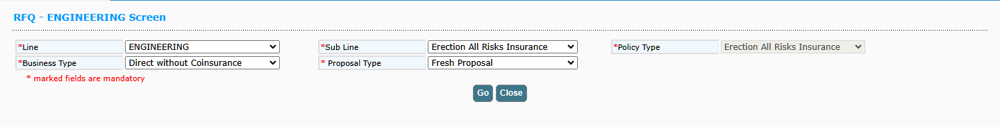 RFQ - ENGINEERING Screen
*Line ENGINEERING *Sub Line Erection All Risks Insurance *Policy Type Erection All Risks Insurance
*Business Type Direct without Coinsurance * Proposal Type Fresh Proposal
* marked fields are mandatory
Go Close